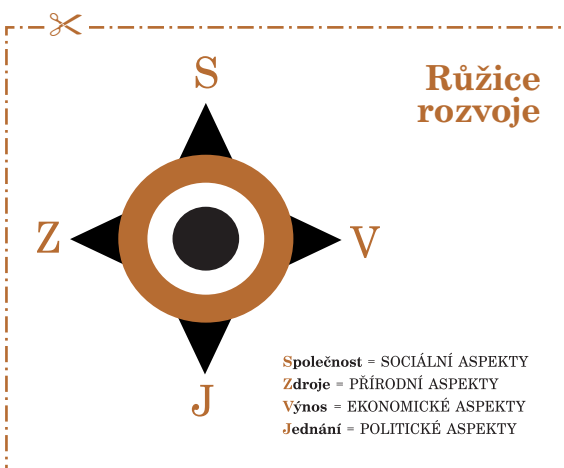 S
Růžice
rozvoje
Z
V
J
Společnost = SOCIÁLNÍ ASPEKTY
Zdroje = PŘÍRODNÍ ASPEKTY
Výnos = EKONOMICKÉ ASPEKTY
Jednání = POLITICKÉ ASPEKTY